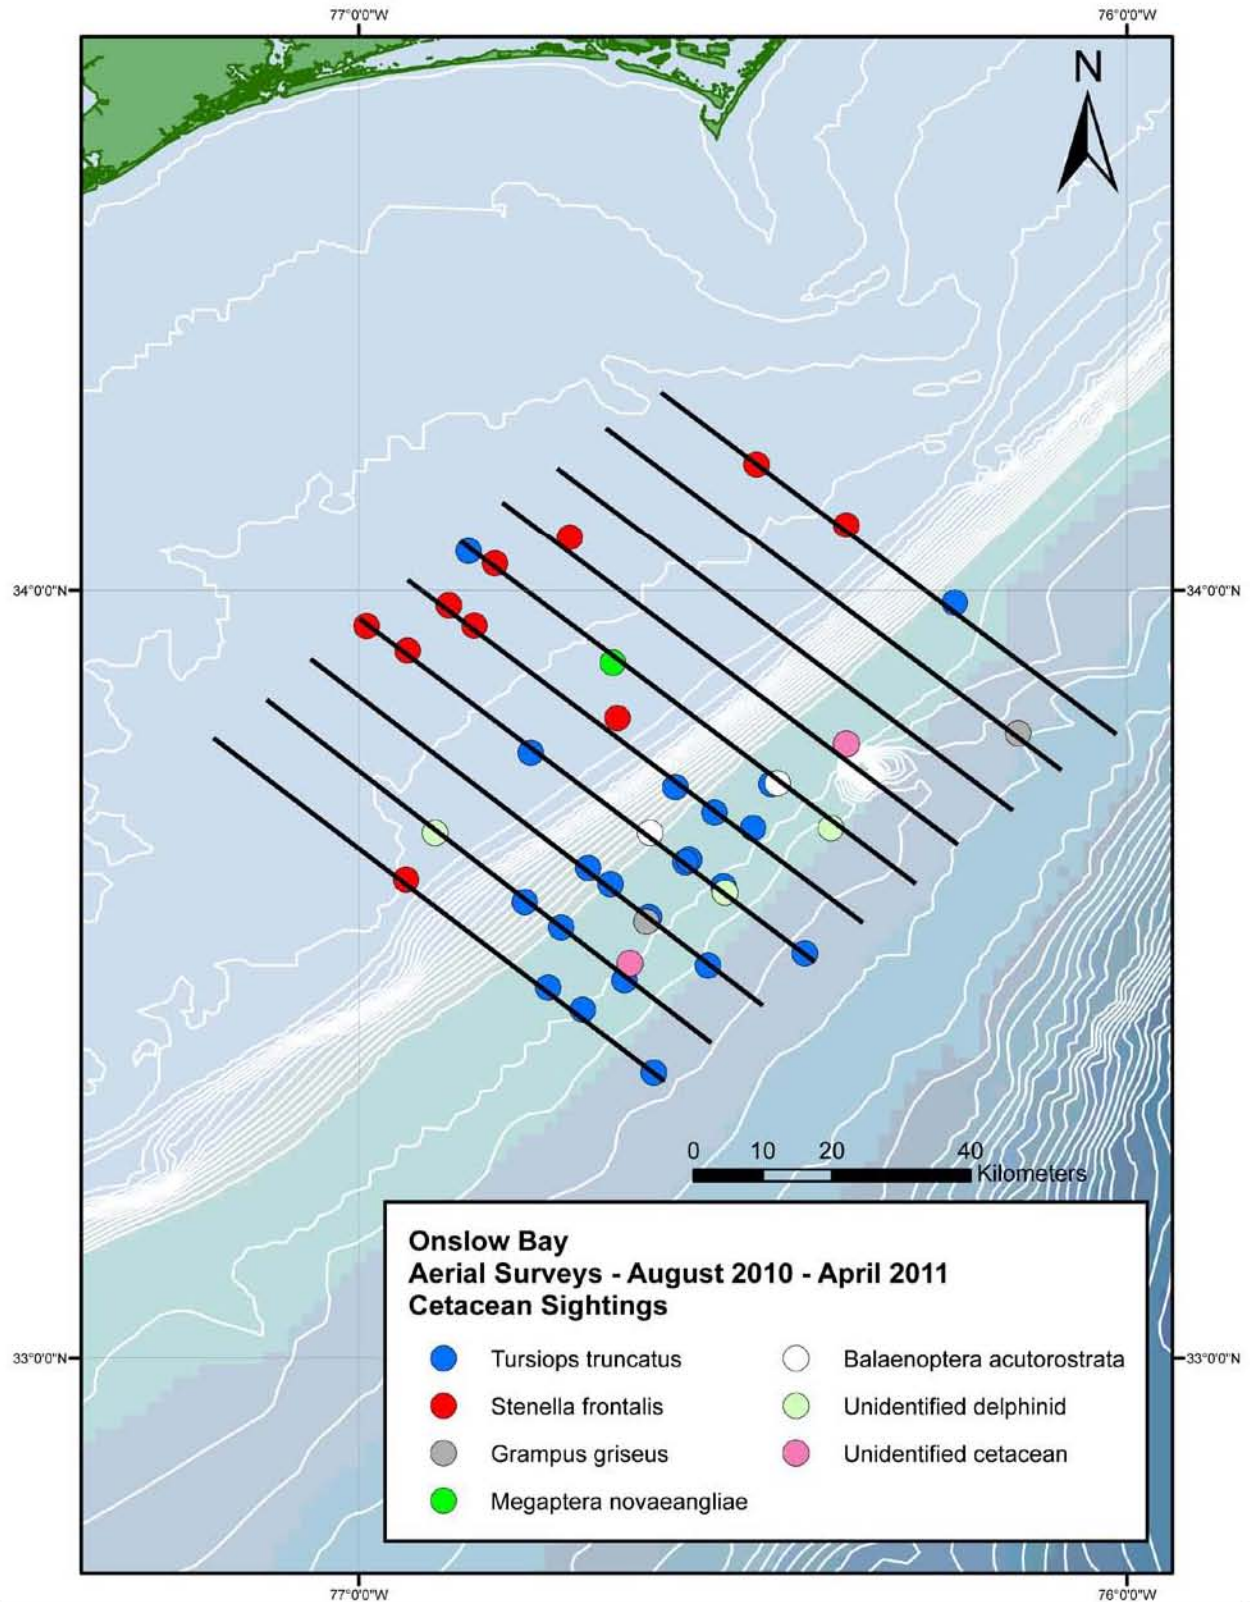 77°0'0"W 76°0'0"W
N
34°0'0"N 34°0'0"N
0 10 20 40
Kilometers
Onslow Bay
Aerial Surveys - August 2010 - April 2011
Cetacean Sightings
Tursiops truncatus
Stenella frontalis
Grampus griseus
Megaptera novaeangliae
Balaenoptera acutorostrata
Unidentified delphinid
Unidentified cetacean
33°0'0"N 33°0'0"N
77°0'0"W 76°0'0"W